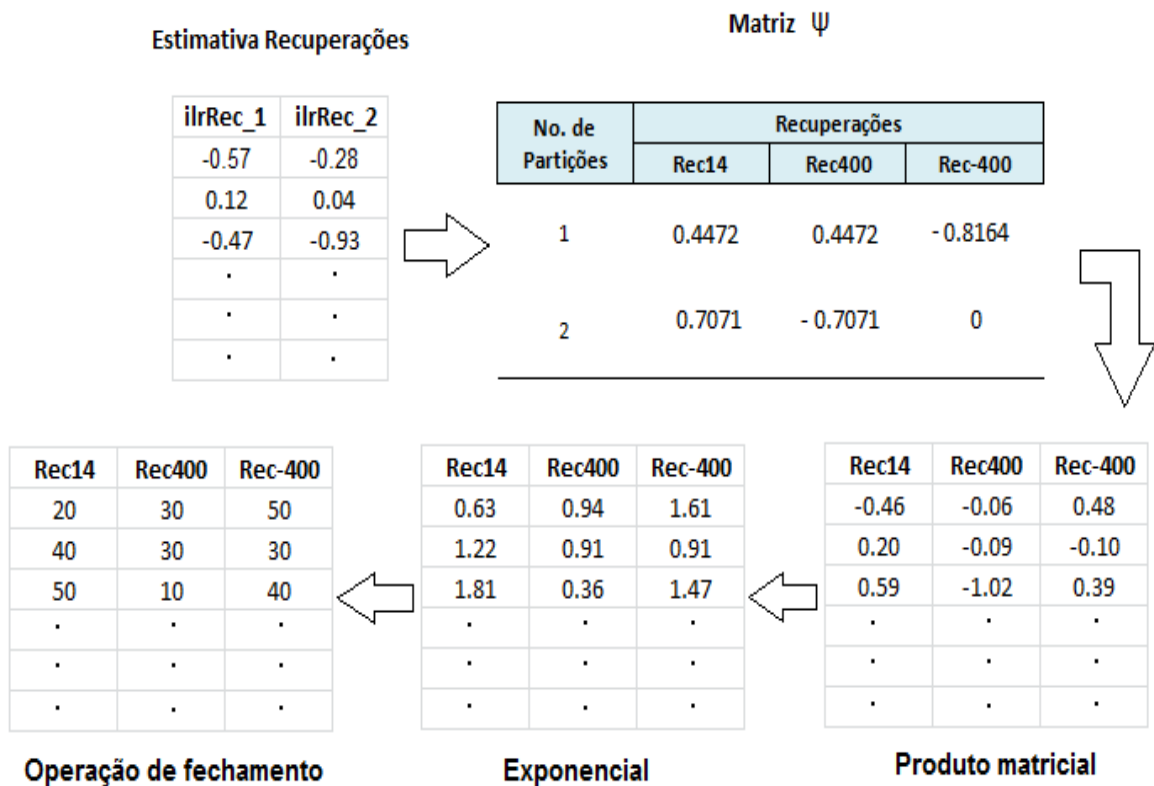 Estimativa Recuperações
Matriz ψ
ilrRec_1 ilrRec_2
-0.57 -0.28
0.12 0.04
-0.47 -0.93
. .
. .
. .
No. de Partições
Recuperações
Rec14 Rec400 Rec-400
1 0.4472 0.4472 -0.8164
2 0.7071 -0.7071 0
Rec14 Rec400 Rec-400
20 30 50
40 30 30
50 10 40
. . .
. . .
. . .
Operação de fechamento
Rec14 Rec400 Rec-400
0.63 0.94 1.61
1.22 0.91 0.91
1.81 0.36 1.47
. . .
. . .
. . .
Exponencial
Rec14 Rec400 Rec-400
-0.46 -0.06 0.48
0.20 -0.09 -0.10
0.59 -1.02 0.39
. . .
. . .
. . .
Produto matricial